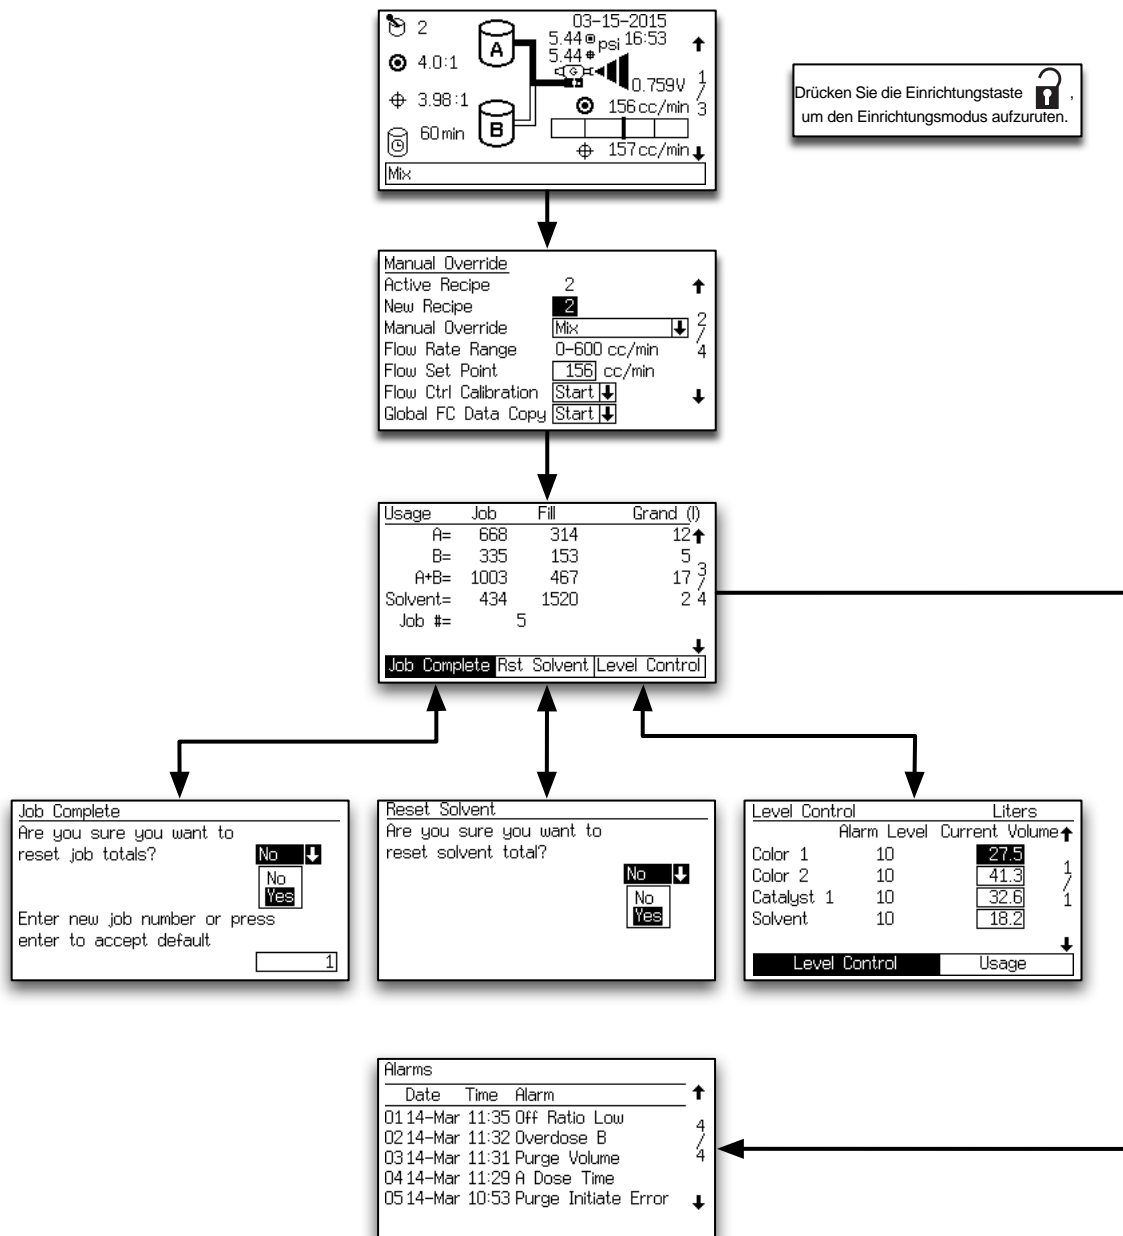 2
4.0:1
3.98:1
60 min
A
B
03-15-2015
5.44 psi 16:53
5.44
G
0.759V
156 cc/min
157 cc/min
1
/
3
Mix
Drücken Sie die Einrichtungstaste ,
um den Einrichtungsmodus aufzurufen.
Manual Override
Active Recipe 2
New Recipe 2
Manual Override Mix
Flow Rate Range 0-600 cc/min
Flow Set Point 156 cc/min
Flow Ctrl Calibration Start
Global FC Data Copy Start
2
/
4
Usage Job Fill Grand (l)
A= 668 314 12
B= 335 153 5
A+B= 1003 467 17
Solvent= 434 1520 2
Job #= 5
3
/
4
Job Complete Rst Solvent Level Control
Job Complete
Are you sure you want to
reset job totals? No
No
Yes
Enter new job number or press
enter to accept default
1
Reset Solvent
Are you sure you want to
reset solvent total?
No
No
Yes
Level Control Liters
Alarm Level Current Volume
Color 1 10 27.5
Color 2 10 41.3
Catalyst 1 10 32.6
Solvent 10 18.2
1
/
1
Level Control Usage
Alarms
Date Time Alarm
01 14-Mar 11:35 Off Ratio Low
02 14-Mar 11:32 Overdose B
03 14-Mar 11:31 Purge Volume
04 14-Mar 11:29 A Dose Time
05 14-Mar 10:53 Purge Initiate Error
4
/
4